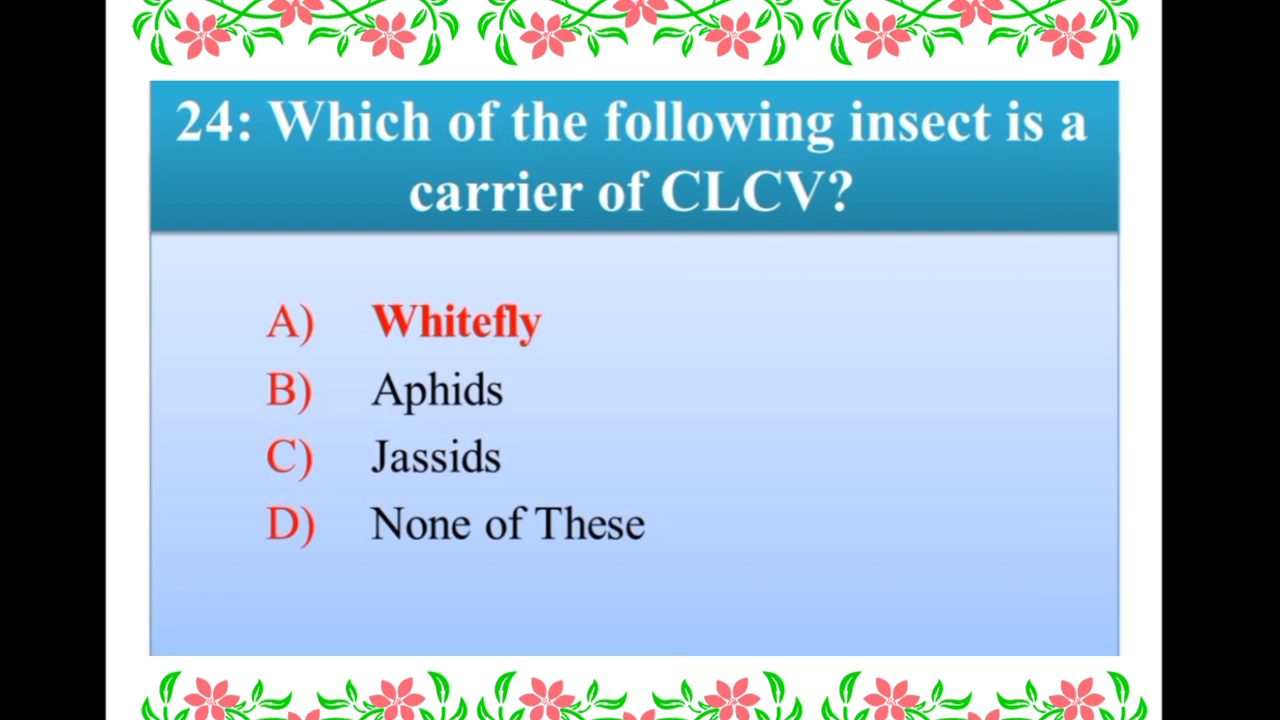 24: Which of the following insect is a
carrier of CLCV?
A) Whitefly
B) Aphids
C) Jassids
D) None of These